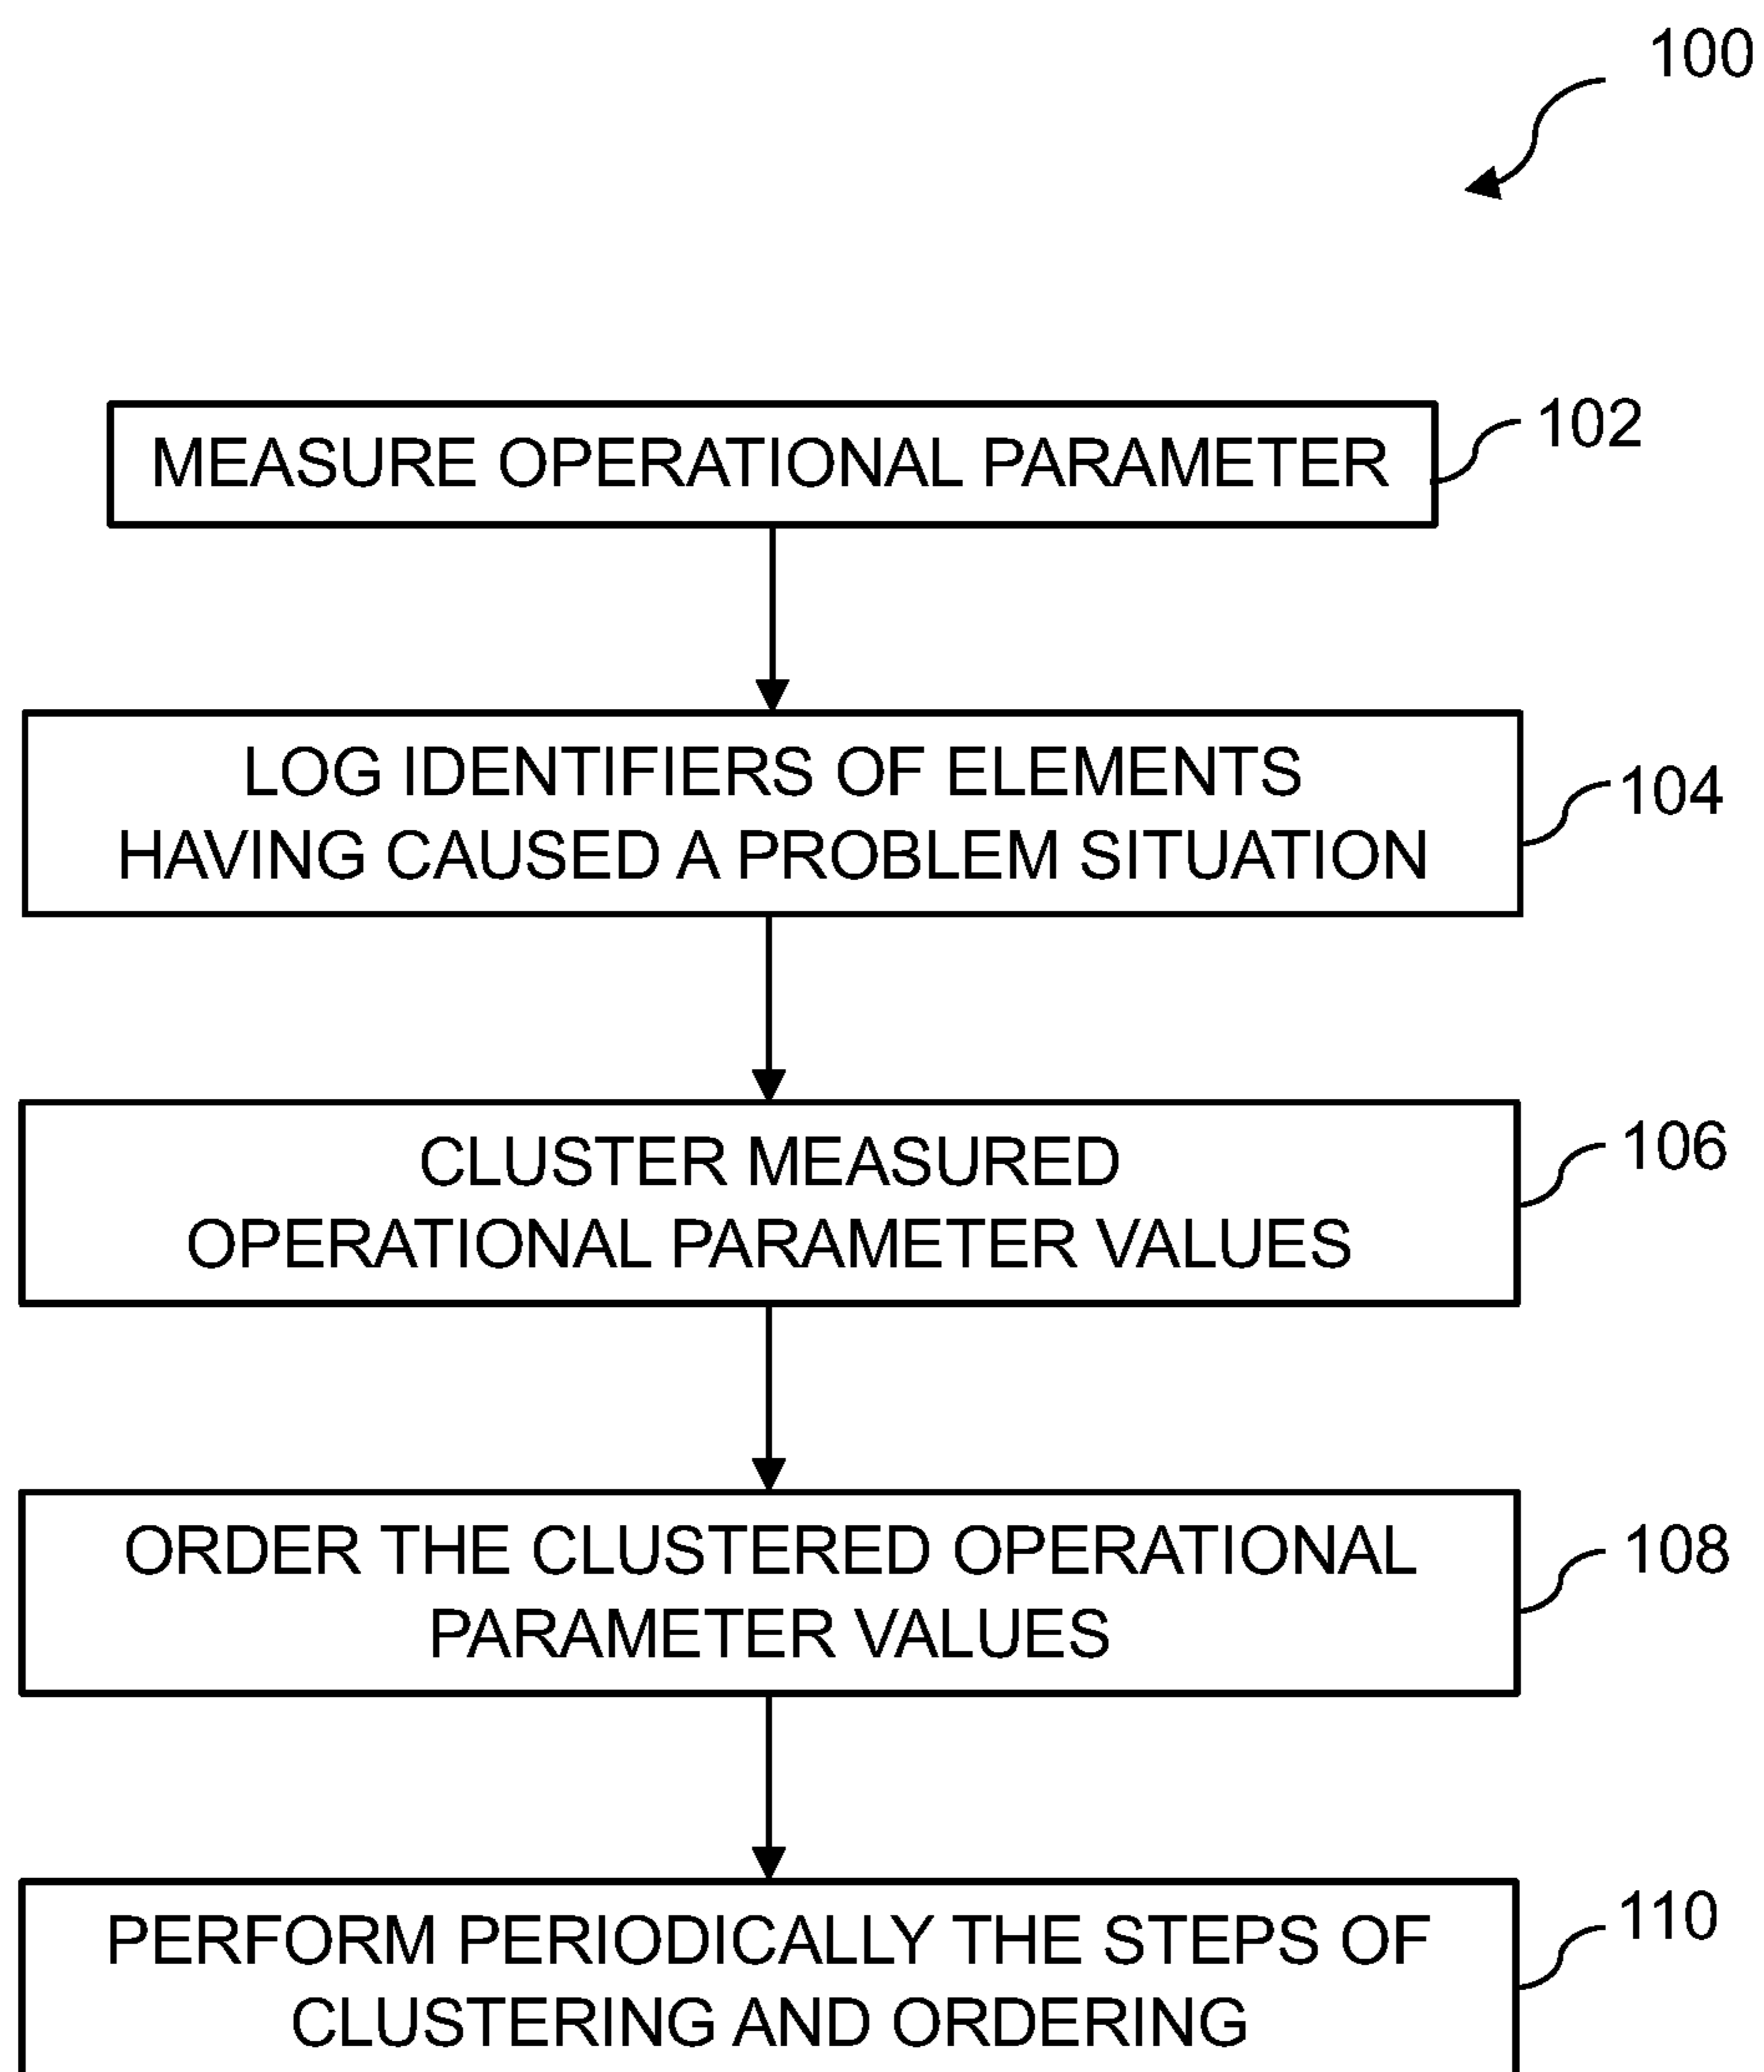 100
MEASURE OPERATIONAL PARAMETER
102
LOG IDENTIFIERS OF ELEMENTS
HAVING CAUSED A PROBLEM SITUATION
104
CLUSTER MEASURED
OPERATIONAL PARAMETER VALUES
106
ORDER THE CLUSTERED OPERATIONAL
PARAMETER VALUES
108
PERFORM PERIODICALLY THE STEPS OF
CLUSTERING AND ORDERING
110